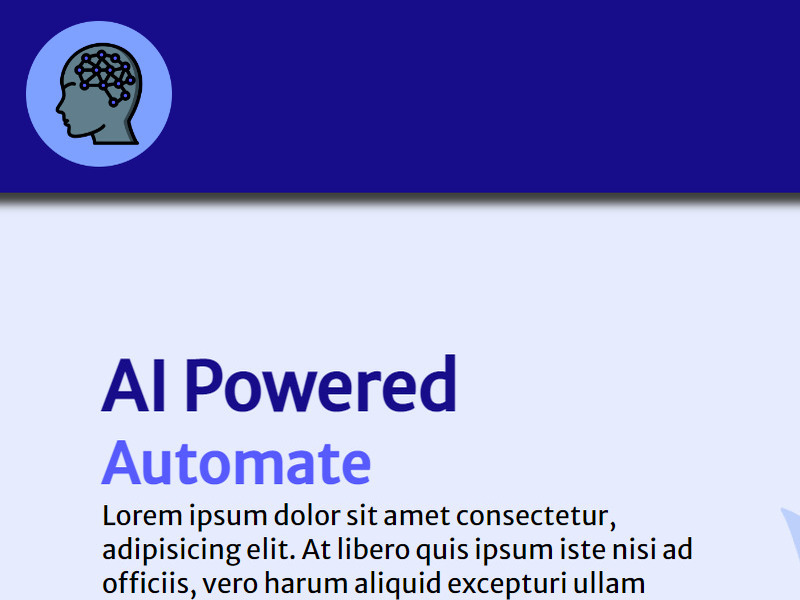 AI Powered
Automate
Lorem ipsum dolor sit amet consectetur,
adipisicing elit. At libero quis ipsum iste nisi ad
officiis, vero harum aliquid excepturi ullam